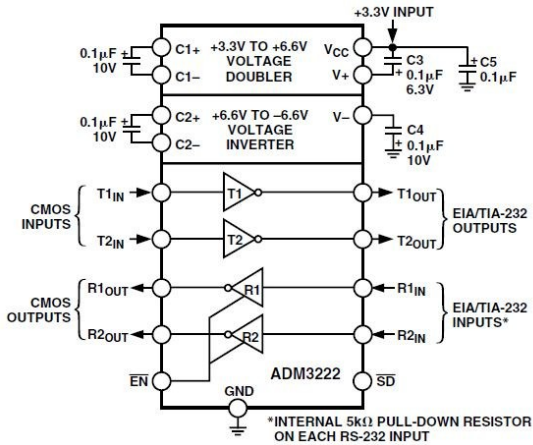 +3.3V INPUT
0.1µF
10V
+
C1+
C1–
+3.3V TO +6.6V
VOLTAGE
DOUBLER
VCC
V+
C3
+ 0.1µF
6.3V
+ C5
0.1µF
0.1µF
10V
+
C2+
C2–
+6.6V TO –6.6V
VOLTAGE
INVERTER
V–
C4
+ 0.1µF
10V
CMOS
INPUTS
T1IN
T2IN
T1
T2
T1OUT
T2OUT
EIA/TIA-232
OUTPUTS
CMOS
OUTPUTS
R1OUT
R2OUT
R1
R2
R1IN
R2IN
EIA/TIA-232
INPUTS*
EN
ADM3222
SD
GND
*INTERNAL 5kΩ PULL-DOWN RESISTOR
ON EACH RS-232 INPUT